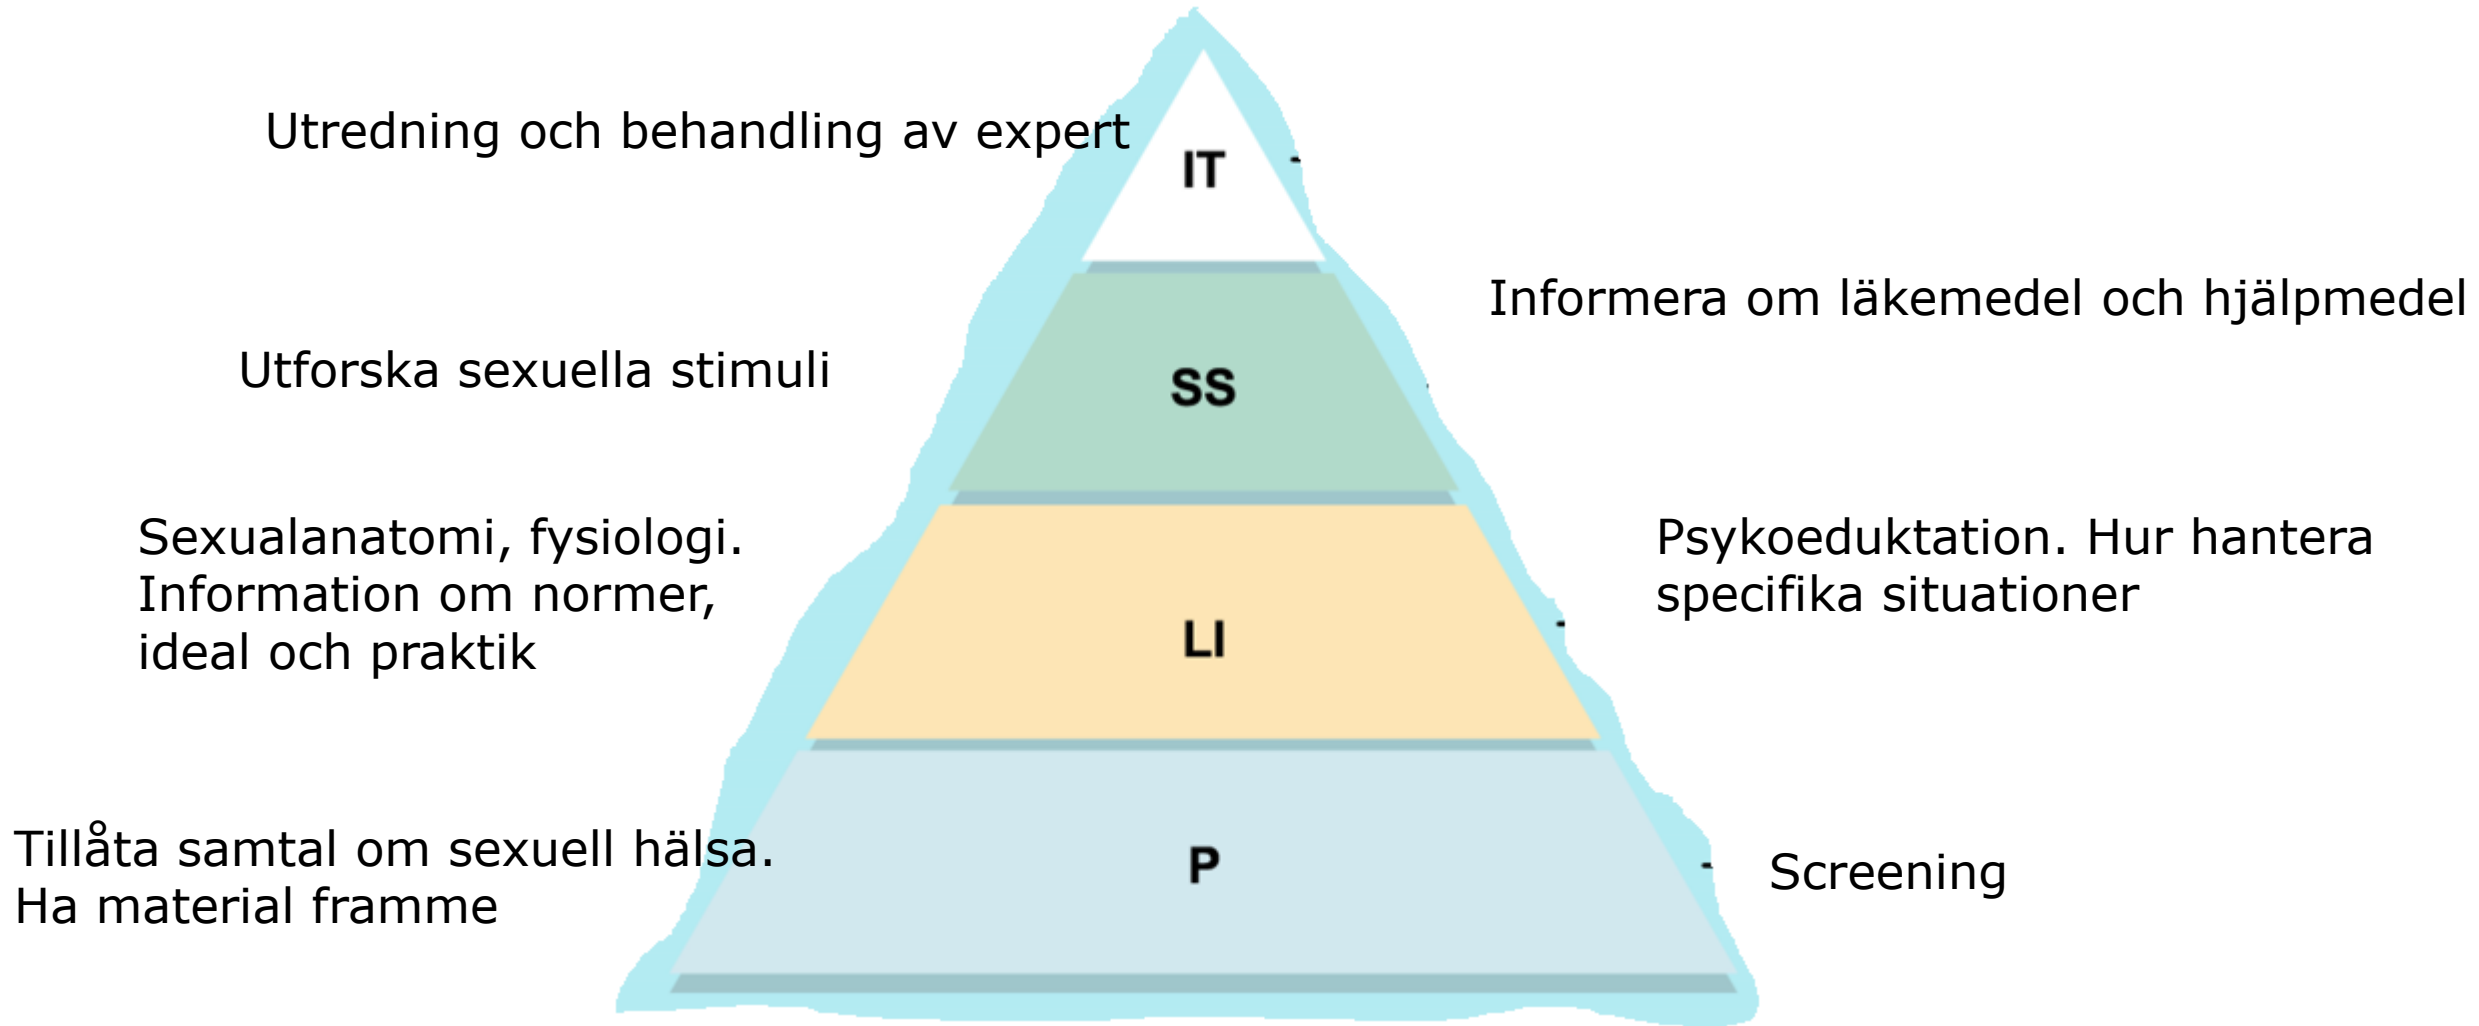 Utredning och behandling av expert
IT
Informera om läkemedel och hjälpmedel
Utforska sexuella stimuli
SS
Sexualanatomi, fysiologi.
Information om normer,
ideal och praktik
LI
Psykoeduktation. Hur hantera
specifika situationer
Tillåta samtal om sexuell hälsa.
Ha material framme
P
Screening